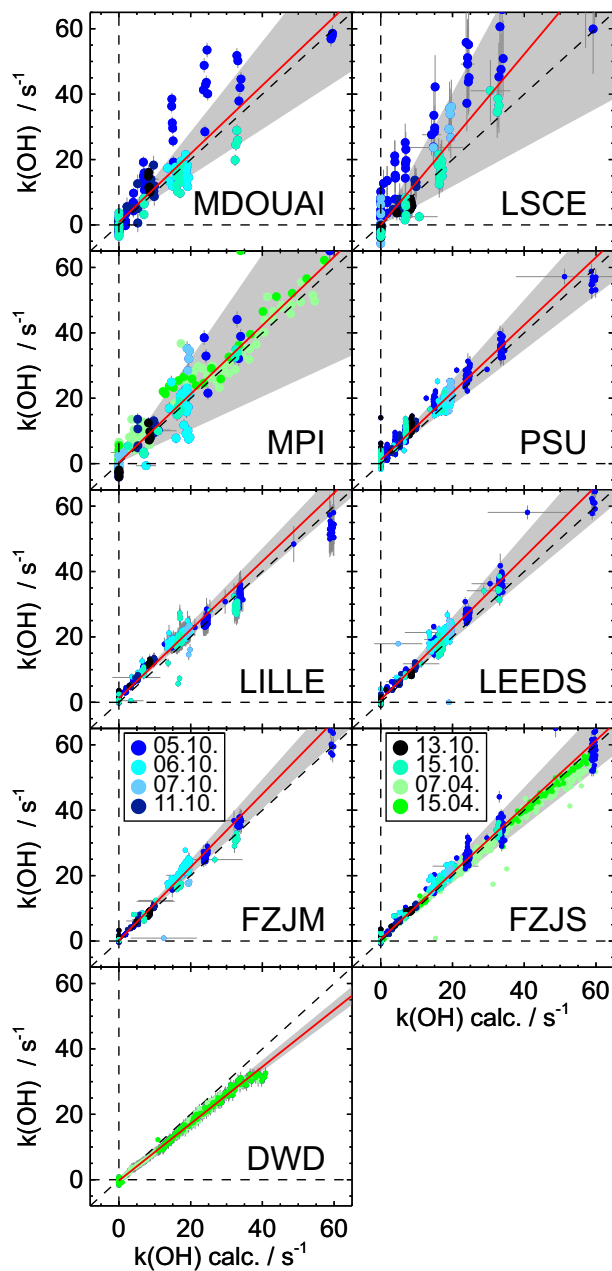 60
40
20
0
k(OH) / s⁻¹
MDOUAI
LSCE
60
40
20
0
k(OH) / s⁻¹
MPI
PSU
60
40
20
0
k(OH) / s⁻¹
LILLE
LEEDS
60
40
20
0
k(OH) / s⁻¹
05.10.
06.10.
07.10.
11.10.
FZJM
13.10.
15.10.
07.04.
15.04.
FZJS
0 20 40 60
k(OH) calc. / s⁻¹
60
40
20
0
k(OH) / s⁻¹
DWD
0 20 40 60
k(OH) calc. / s⁻¹